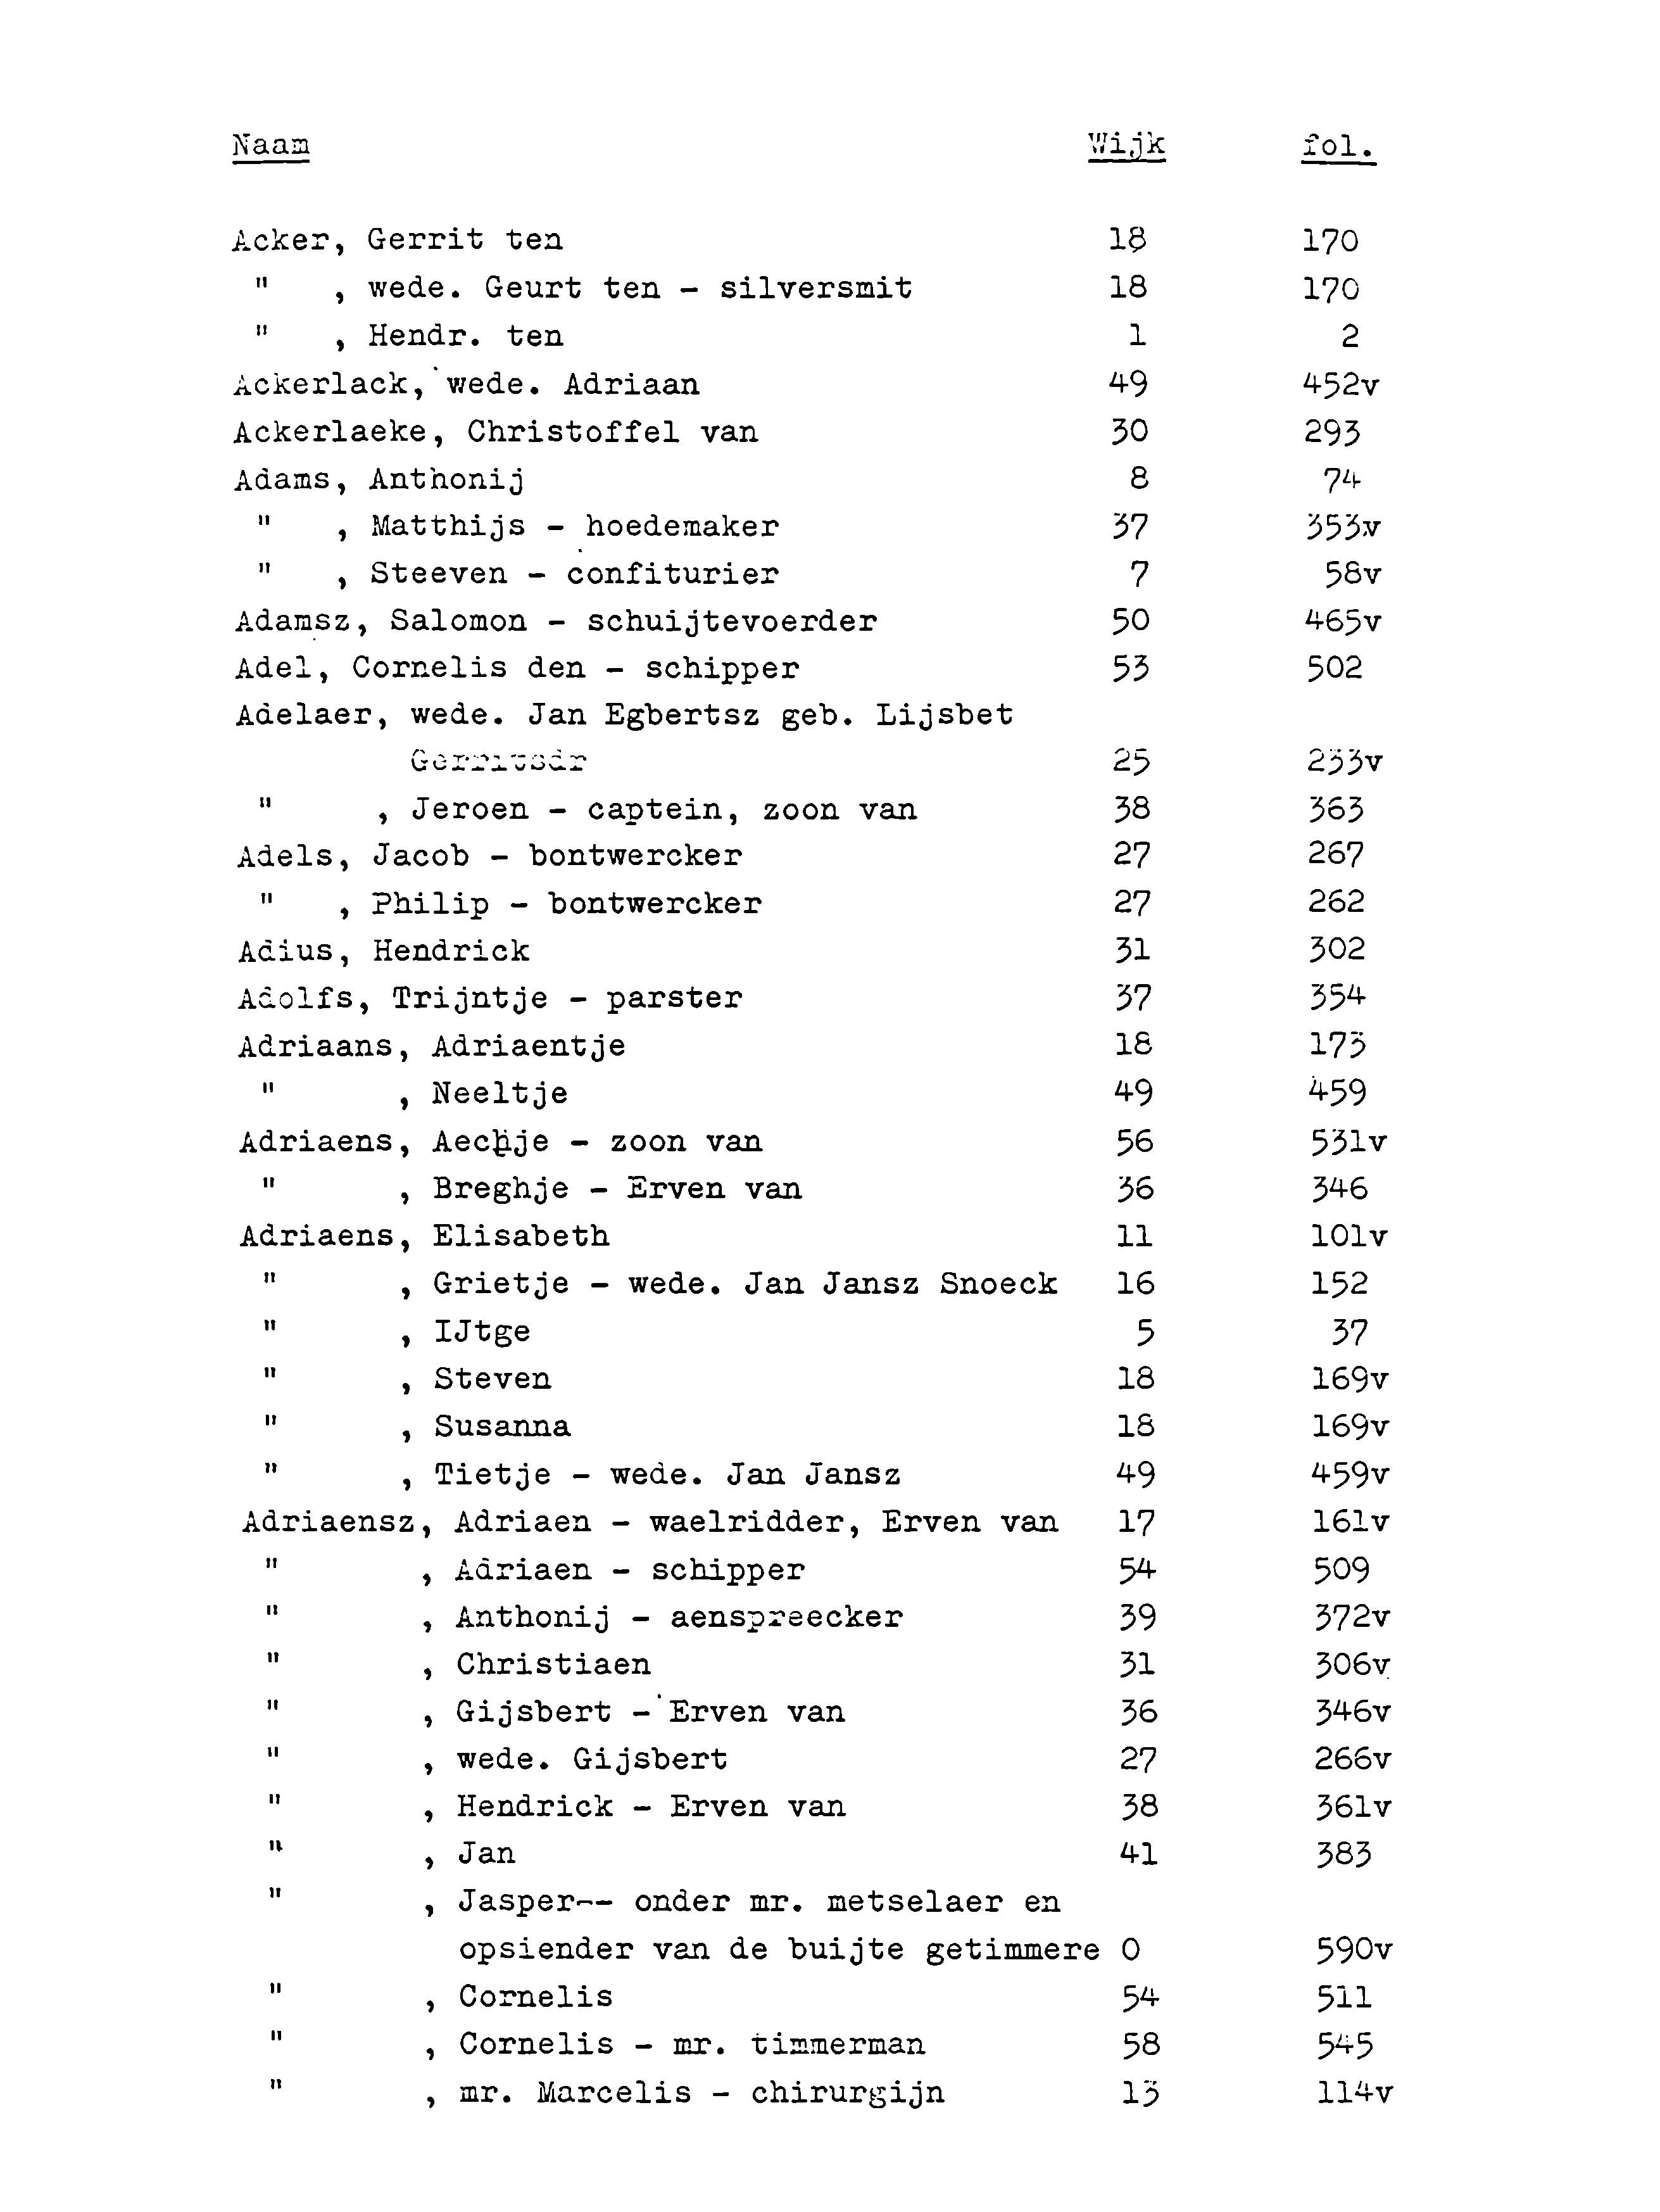 Naam Wijk fol.
Acker, Gerrit ten 18 170
" , wede. Geurt ten - silversmit 18 170
" , Hendr. ten 1 2
Ackerlack, wede. Adriaan 49 452v
Ackerlaeke, Christoffel van 30 293
Adams, Anthonij 8 74
" , Matthijs - hoedemaker 37 353v
" , Steeven - confiturier 7 58v
Adamsz, Salomon - schuijtevoerder 50 465v
Adel, Cornelis den - schipper 53 502
Adelaer, wede. Jan Egbertsz geb. Lijsbet
Gerritsdr 25 233v
" , Jeroen - captein, zoon van 38 363
Adels, Jacob - bontwercker 27 267
" , Philip - bontwercker 27 262
Adius, Hendrick 31 302
Adolfs, Trijntje - parster 37 354
Adriaans, Adriaentje 18 173
" , Neeltje 49 459
Adriaens, Aechje - zoon van 56 531v
" , Breghje - Erven van 36 346
Adriaens, Elisabeth 11 101v
" , Grietje - wede. Jan Jansz Snoeck 16 152
" , IJtge 5 37
" , Steven 18 169v
" , Susanna 18 169v
" , Tietje - wede. Jan Jansz 49 459v
Adriaensz, Adriaen - waelridder, Erven van 17 161v
" , Adriaen - schipper 54 509
" , Anthonij - aenspreecker 39 372v
" , Christiaen 31 306v
" , Gijsbert - Erven van 36 346v
" , wede. Gijsbert 27 266v
" , Hendrick - Erven van 38 361v
" , Jan 41 383
" , Jasper-- onder mr. metselaer en
opsiender van de buijte getimmere O 590v
" , Cornelis 54 511
" , Cornelis - mr. timmerman 58 545
" , mr. Marcelis - chirurgijn 13 114v